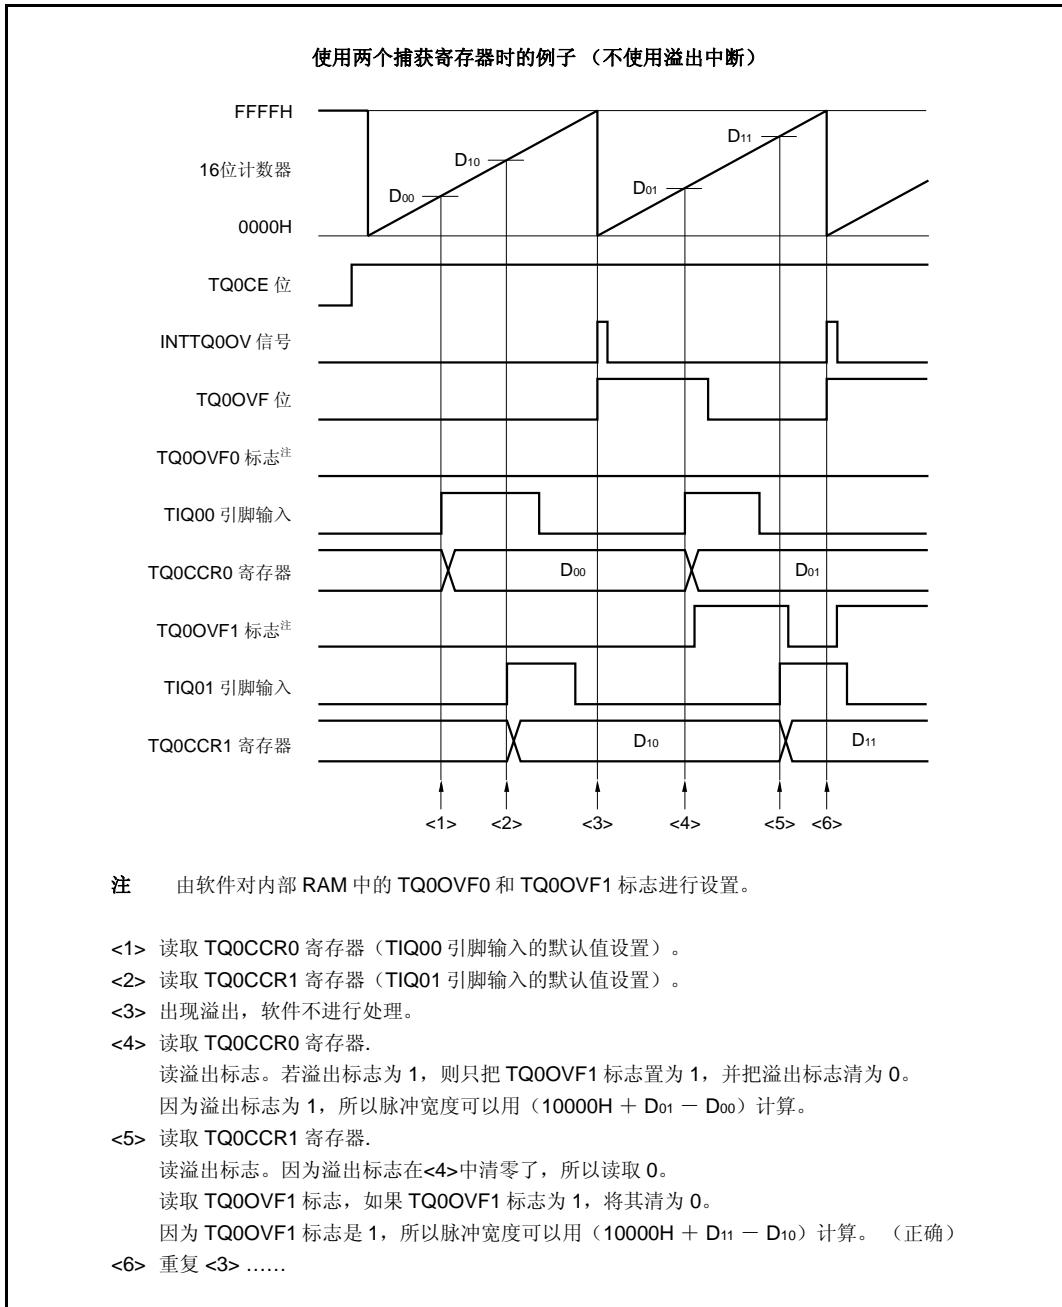 使用两个捕获寄存器时的例子 （不使用溢出中断）
FFFFH
16位计数器
0000H
D00
D10
D01
D11
TQ0CE 位
INTTQ0OV 信号
TQ0OVF 位
TQ0OVF0 标志注
TIQ00 引脚输入
TQ0CCR0 寄存器
D00
D01
TQ0OVF1 标志注
TIQ01 引脚输入
TQ0CCR1 寄存器
D10
D11
<1> <2> <3> <4> <5> <6>
注 由软件对内部 RAM 中的 TQ0OVF0 和 TQ0OVF1 标志进行设置。
<1> 读取 TQ0CCR0 寄存器（TIQ00 引脚输入的默认值设置）。
<2> 读取 TQ0CCR1 寄存器（TIQ01 引脚输入的默认值设置）。
<3> 出现溢出，软件不进行处理。
<4> 读取 TQ0CCR0 寄存器.
读溢出标志。若溢出标志为 1，则只把 TQ0OVF1 标志置为 1，并把溢出标志清为 0。
因为溢出标志为 1，所以脉冲宽度可以用（10000H ＋ D01 － D00）计算。
<5> 读取 TQ0CCR1 寄存器.
读溢出标志。因为溢出标志在<4>中清零了，所以读取 0。
读取 TQ0OVF1 标志，如果 TQ0OVF1 标志为 1，将其清为 0。
因为 TQ0OVF1 标志是 1，所以脉冲宽度可以用（10000H ＋ D11 － D10）计算。 （正确）
<6> 重复 <3> ……